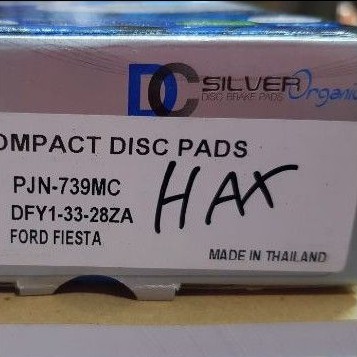 DC SILVER Organic
DISC BRAKE PADS
OMPACT DISC PADS
PJN-739MC
DFY1-33-28ZA
HAX
FORD FIESTA
MADE IN THAILAND